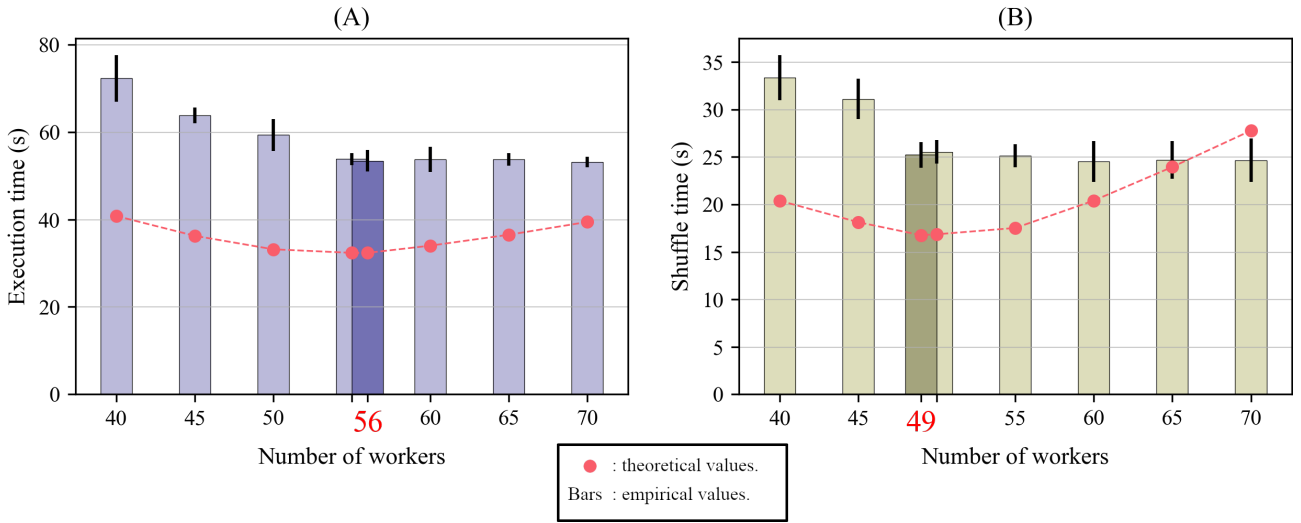 (A)
Execution time (s)
80
60
40
20
0
40 45 50 56 60 65 70
Number of workers
(B)
Shuffle time (s)
35
30
25
20
15
10
5
0
40 45 49 55 60 65 70
Number of workers
: theoretical values.
Bars : empirical values.